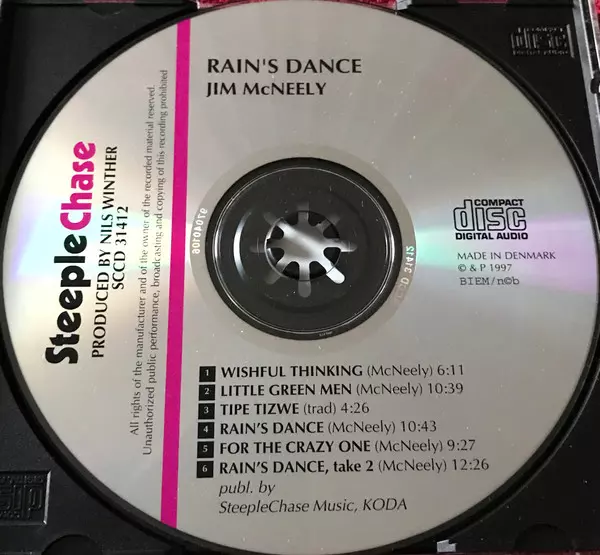 RAIN'S DANCE
JIM McNEELY
SteepleChase
PRODUCED BY NILS WINTHER
SCCD 31412
All rights of the manufacturer and of the owner of the recorded material reserved.
Unauthorized public performance, broadcasting and copying of this recording prohibited
COMPACT
disc
DIGITAL AUDIO
MADE IN DENMARK
© & P 1997
BIEM/n©b
1 WISHFUL THINKING (McNeely) 6:11
2 LITTLE GREEN MEN (McNeely) 10:39
3 TIPE TIZWE (trad) 4:26
4 RAIN'S DANCE (McNeely) 10:43
5 FOR THE CRAZY ONE (McNeely) 9:27
6 RAIN'S DANCE, take 2 (McNeely) 12:26
publ. by
SteepleChase Music, KODA